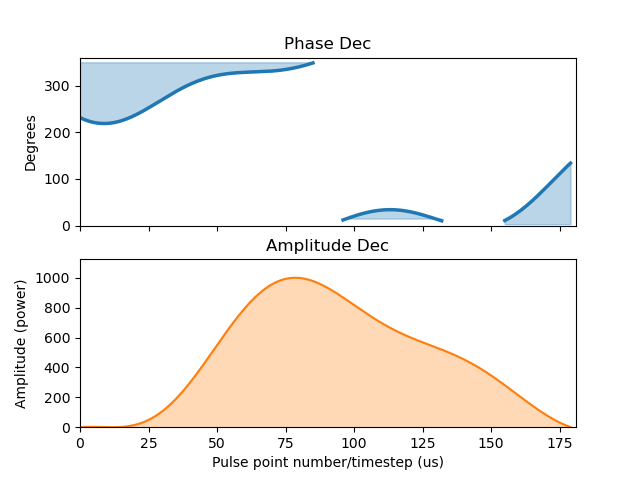 Phase Dec
300
200
100
0
Degrees
Amplitude Dec
1000
800
600
400
200
0
Amplitude (power)
0 25 50 75 100 125 150 175
Pulse point number/timestep (us)